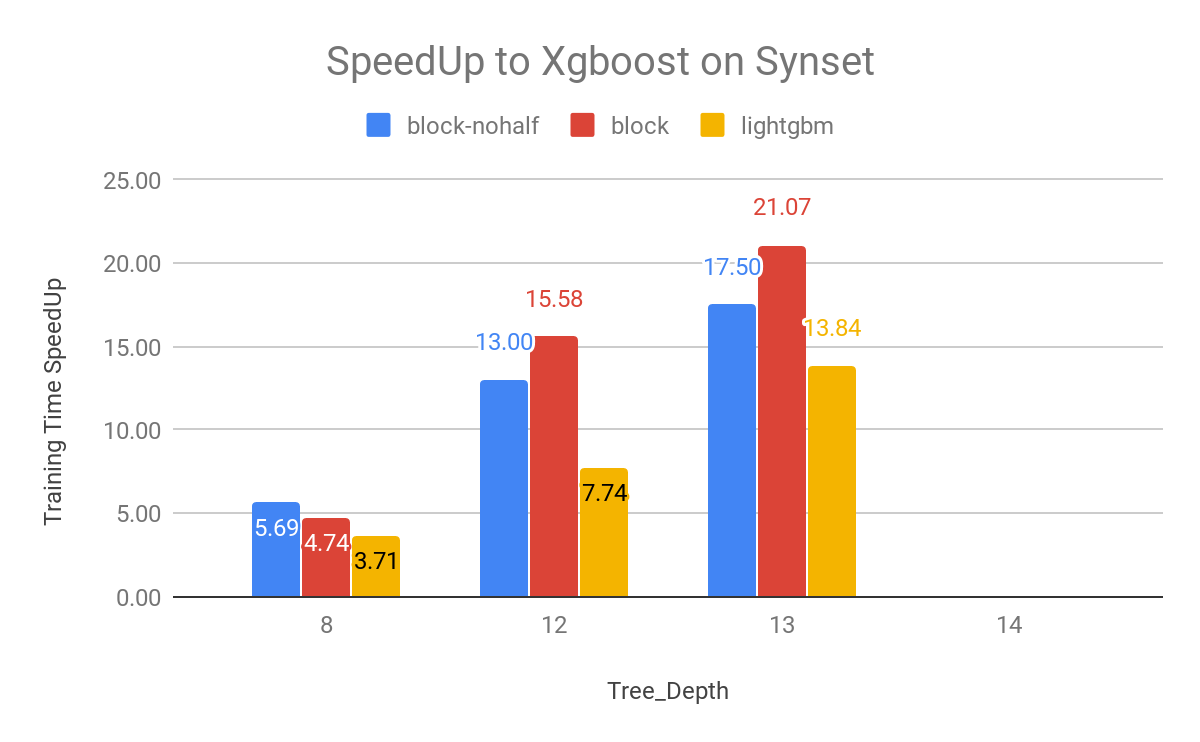 SpeedUp to Xgboost on Synset
block-nohalf block lightgbm
25.00
20.00
15.00
10.00
5.00
0.00
Training Time SpeedUp
5.69 4.74 3.71
13.00 15.58 7.74
17.50 21.07 13.84
8 12 13 14
Tree_Depth